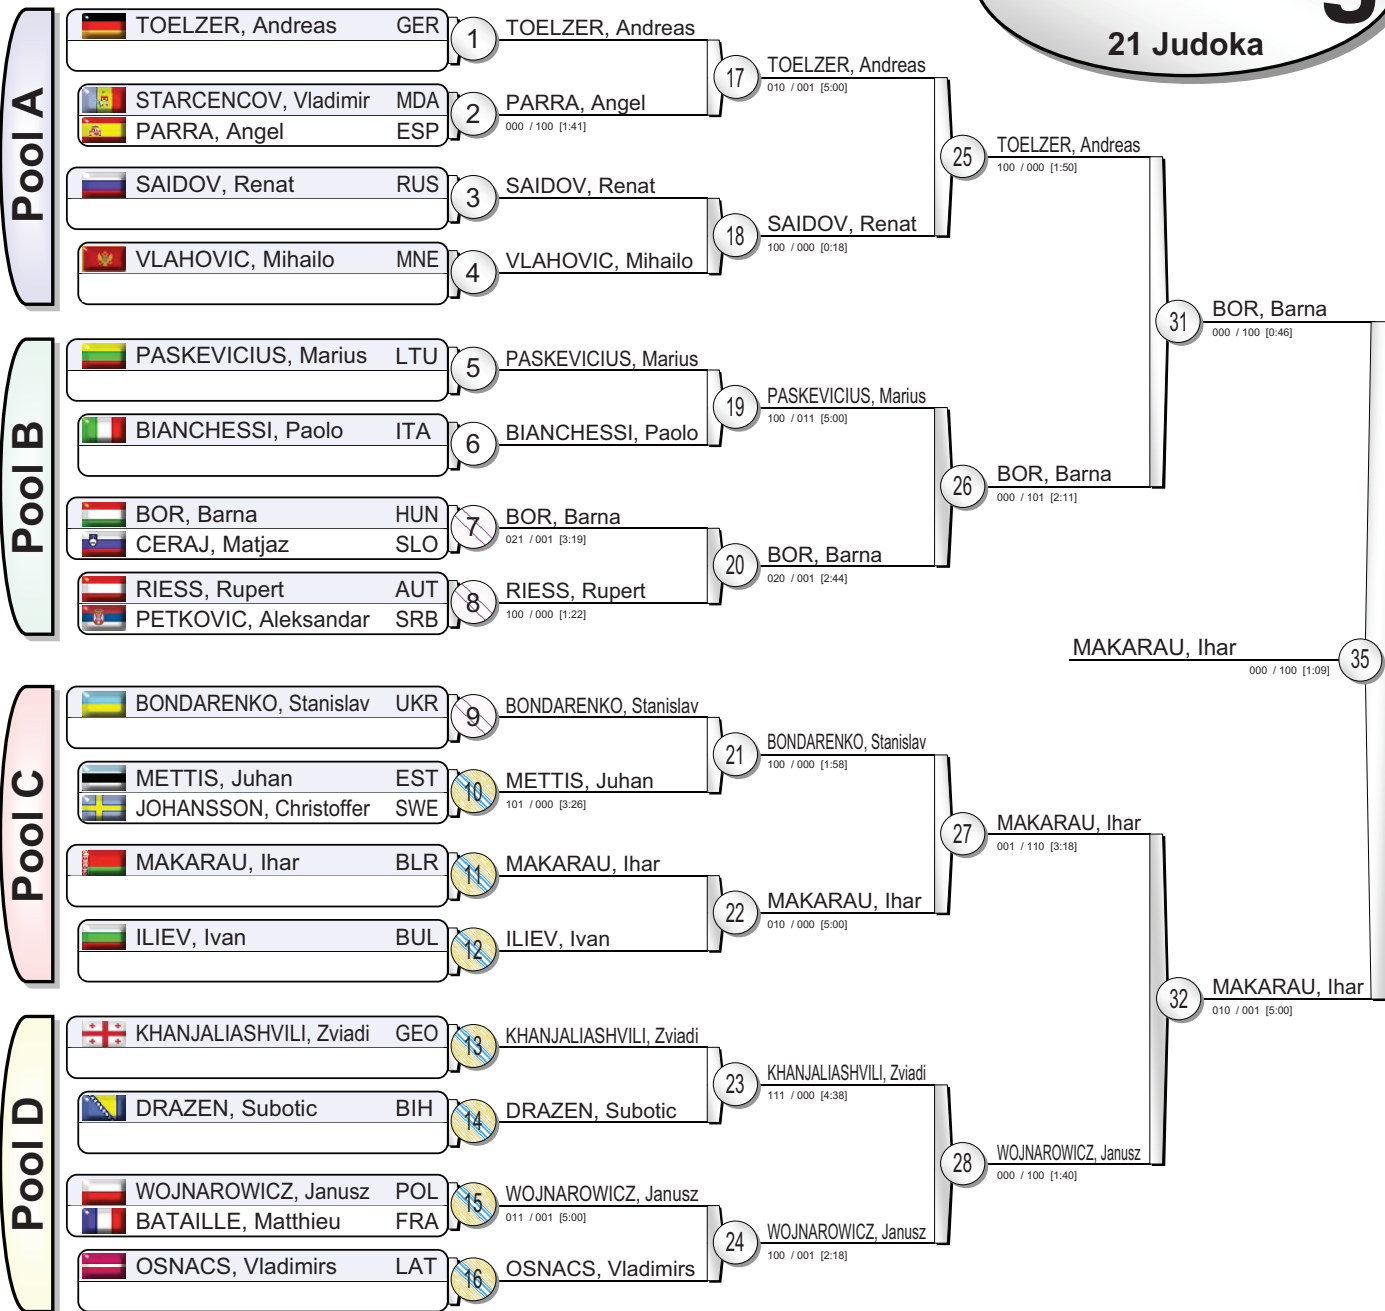 21 Judoka
Pool A
TOELZER, Andreas GER
1
TOELZER, Andreas
STARCENCOV, Vladimir MDA
PARRA, Angel ESP
2
PARRA, Angel
000 / 100 [1:41]
17
TOELZER, Andreas
010 / 001 [5:00]
SAIDOV, Renat RUS
3
SAIDOV, Renat
VLAHOVIC, Mihailo MNE
4
VLAHOVIC, Mihailo
18
SAIDOV, Renat
100 / 000 [0:18]
25
TOELZER, Andreas
100 / 000 [1:50]
Pool B
PASKEVICIUS, Marius LTU
5
PASKEVICIUS, Marius
BIANCHESSI, Paolo ITA
6
BIANCHESSI, Paolo
19
PASKEVICIUS, Marius
100 / 011 [5:00]
BOR, Barna HUN
CERAJ, Matjaz SLO
7
BOR, Barna
021 / 001 [3:19]
RIESS, Rupert AUT
PETKOVIC, Aleksandar SRB
8
RIESS, Rupert
100 / 000 [1:22]
20
BOR, Barna
020 / 001 [2:44]
26
BOR, Barna
000 / 101 [2:11]
31
BOR, Barna
000 / 100 [0:46]
MAKARAU, Ihar
000 / 100 [1:09]
35
Pool C
BONDARENKO, Stanislav UKR
9
BONDARENKO, Stanislav
METTIS, Juhan EST
JOHANSSON, Christoffer SWE
10
METTIS, Juhan
101 / 000 [3:26]
21
BONDARENKO, Stanislav
100 / 000 [1:58]
MAKARAU, Ihar BLR
11
MAKARAU, Ihar
ILIEV, Ivan BUL
12
ILIEV, Ivan
22
MAKARAU, Ihar
010 / 000 [5:00]
27
MAKARAU, Ihar
001 / 110 [3:18]
Pool D
KHANJALIASHVILI, Zviadi GEO
13
KHANJALIASHVILI, Zviadi
DRAZEN, Subotic BIH
14
DRAZEN, Subotic
23
KHANJALIASHVILI, Zviadi
111 / 000 [4:38]
WOJNAROWICZ, Janusz POL
BATAILLE, Matthieu FRA
15
WOJNAROWICZ, Janusz
011 / 001 [5:00]
OSNACS, Vladimirs LAT
16
OSNACS, Vladimirs
24
WOJNAROWICZ, Janusz
100 / 001 [2:18]
28
WOJNAROWICZ, Janusz
000 / 100 [1:40]
32
MAKARAU, Ihar
010 / 001 [5:00]